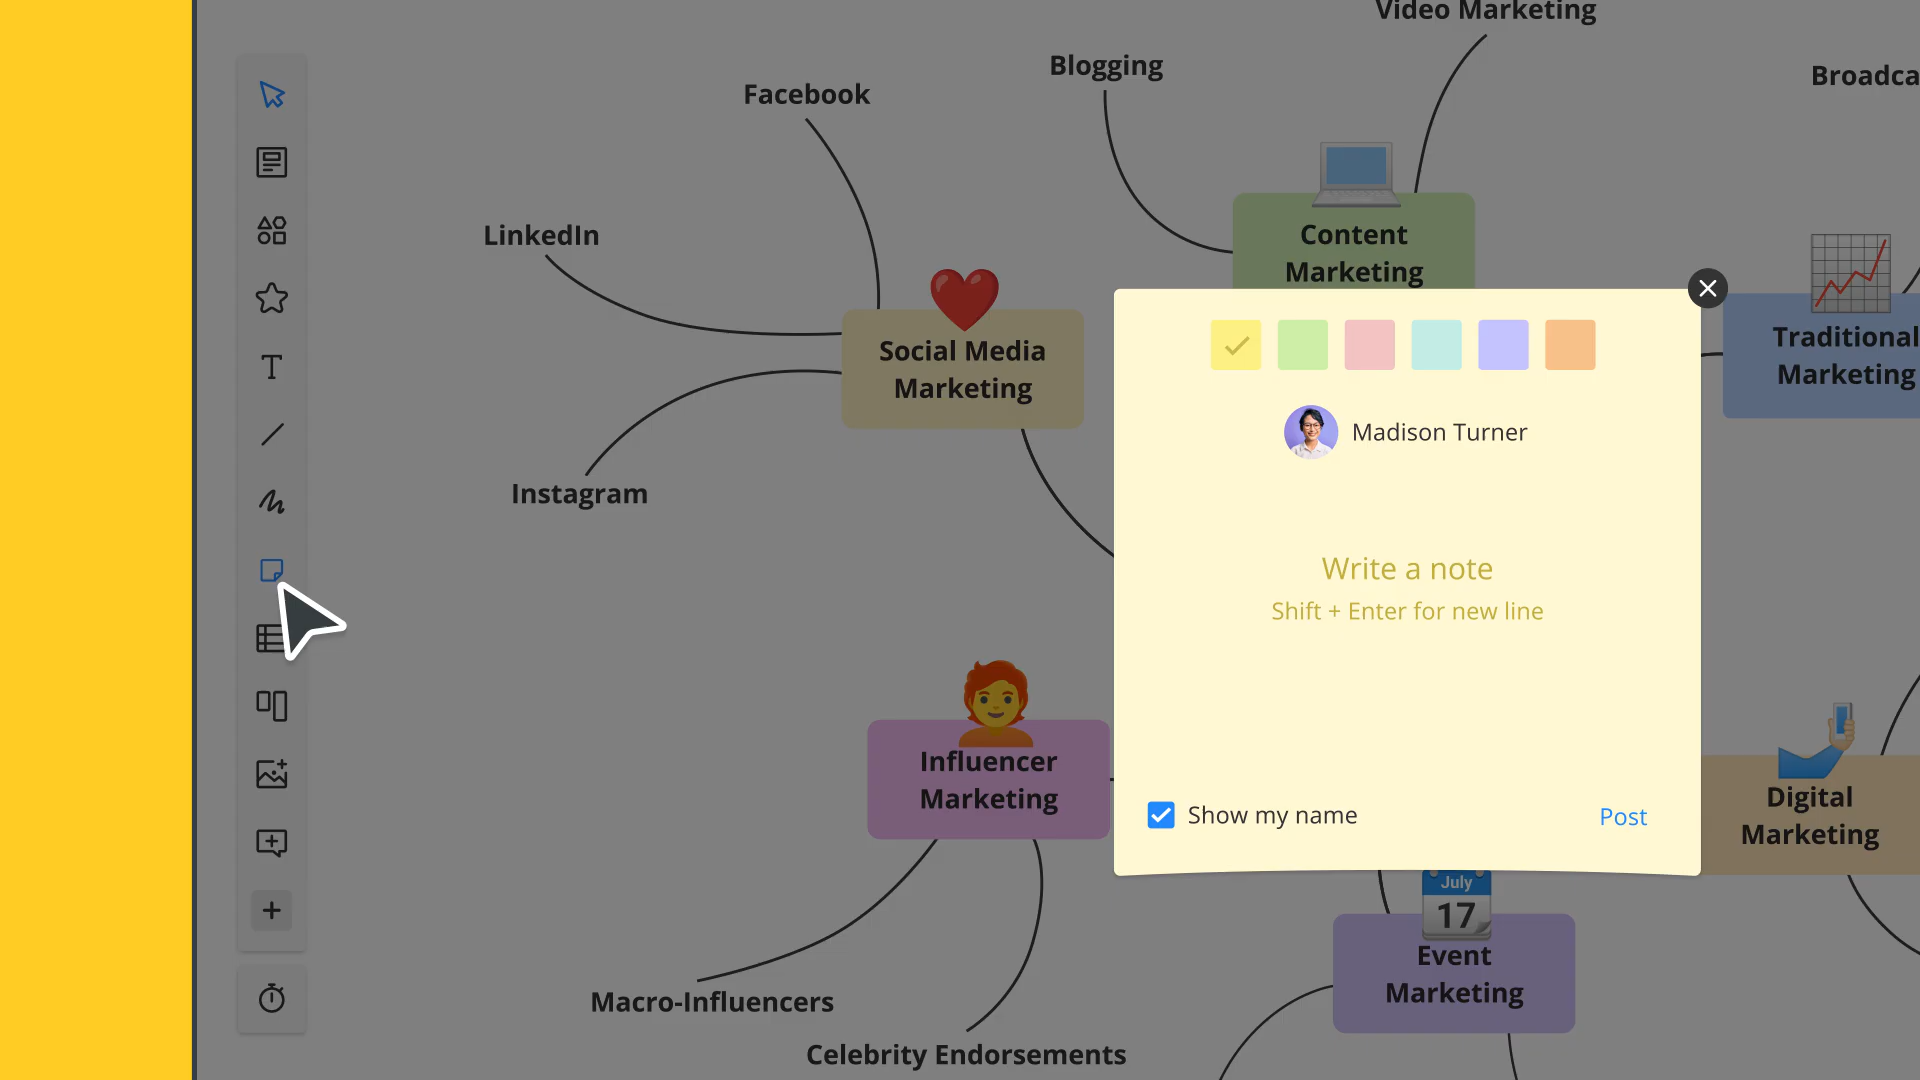 Video Marketing
Blogging
Broadca
Facebook
LinkedIn
Content
Marketing
Social Media
Marketing
Traditional
Marketing
Instagram
T
Madison Turner
Write a note
Shift + Enter for new line
Show my name
Post
Influencer
Marketing
Digital
Marketing
July
17
Event
Marketing
Macro-Influencers
Celebrity Endorsements